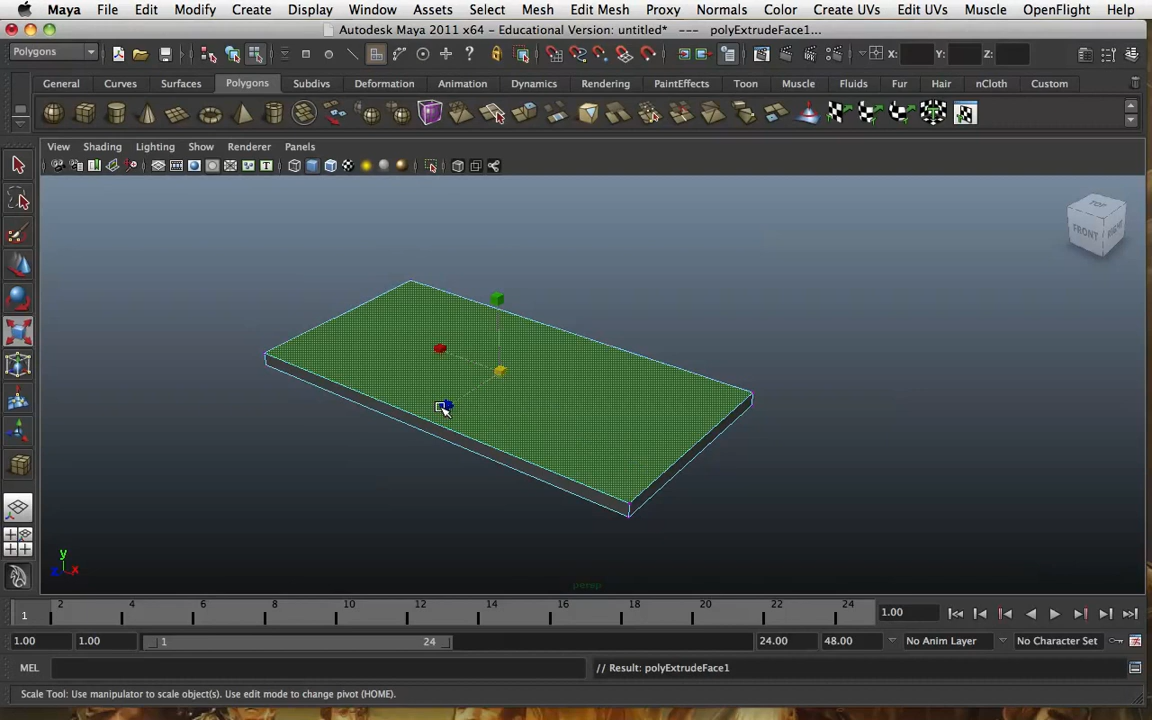 Maya File Edit Modify Create Display Window Assets Select Mesh Edit Mesh Proxy Normals Color Create UVs Edit UVs Muscle OpenFlight Help
Autodesk Maya 2011 x64 - Educational Version: untitled* --- polyExtrudeFace1...
Polygons X: Y: Z:
General Curves Surfaces Polygons Subdivs Deformation Animation Dynamics Rendering PaintEffects Toon Muscle Fluids Fur Hair nCloth Custom
View Shading Lighting Show Renderer Panels
TOP
FRONT
RIGHT
y
z x
persp
1 2 4 6 8 10 12 14 16 18 20 22 24 1.00
1.00 1.00 1 24 24.00 48.00 No Anim Layer No Character Set
MEL // Result: polyExtrudeFace1
Scale Tool: Use manipulator to scale object(s). Use edit mode to change pivot (HOME).